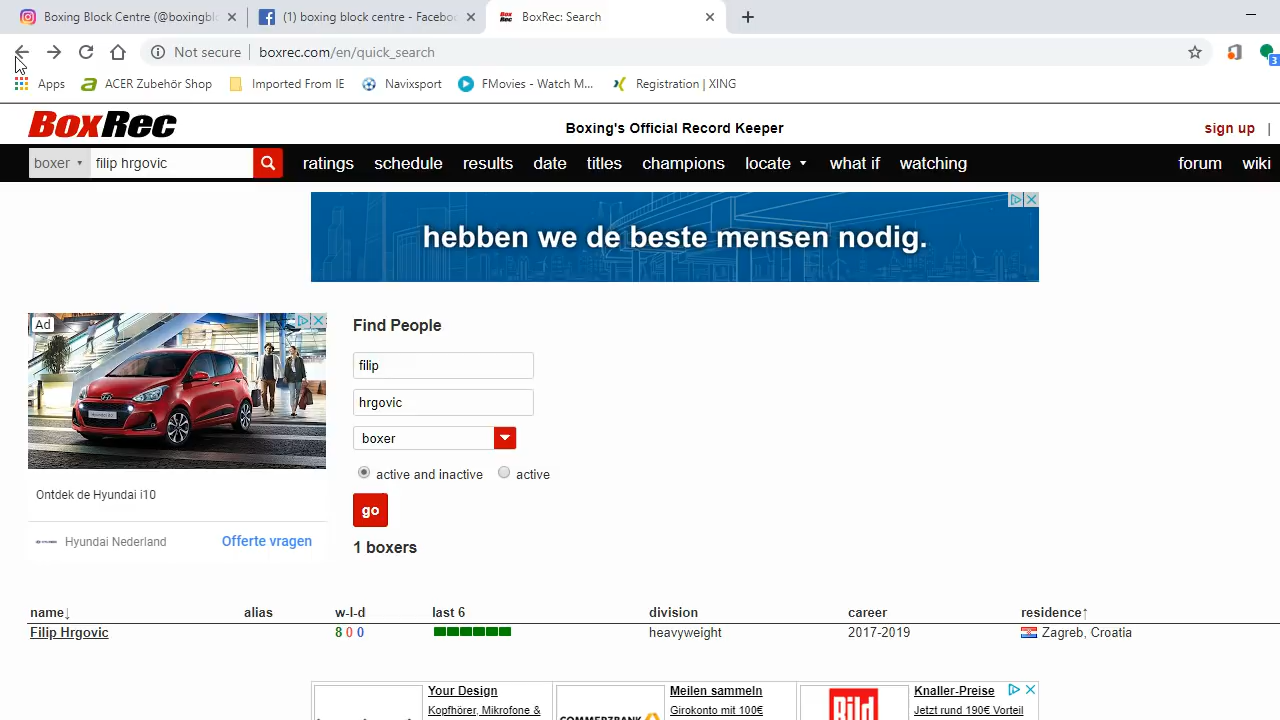 Boxing Block Centre (@boxingbl
(1) boxing block centre - Facebo
BoxRec: Search
Not secure
boxrec.com/en/quick_search
3
Apps
ACER Zubehör Shop
Imported From IE
Navixsport
FMovies - Watch M...
Registration | XING
BoxRec
Boxing's Official Record Keeper
sign up |
boxer
filip hrgovic
ratings
schedule
results
date
titles
champions
locate
what if
watching
forum
wiki
hebben we de beste mensen nodig.
Ad
Ontdek de Hyundai i10
Hyundai Nederland
Offerte vragen
Find People
filip
hrgovic
boxer
active and inactive
active
go
1 boxers
name↓ alias w-l-d last 6 division career residence↑
Filip Hrgovic 8 0 0 heavyweight 2017-2019 Zagreb, Croatia
Your Design
Kopfhörer, Mikrofone &
COMMERZBANK
Meilen sammeln
Girokonto mit 100€
Bild
Knaller-Preise
Jetzt rund 190€ Vorteil